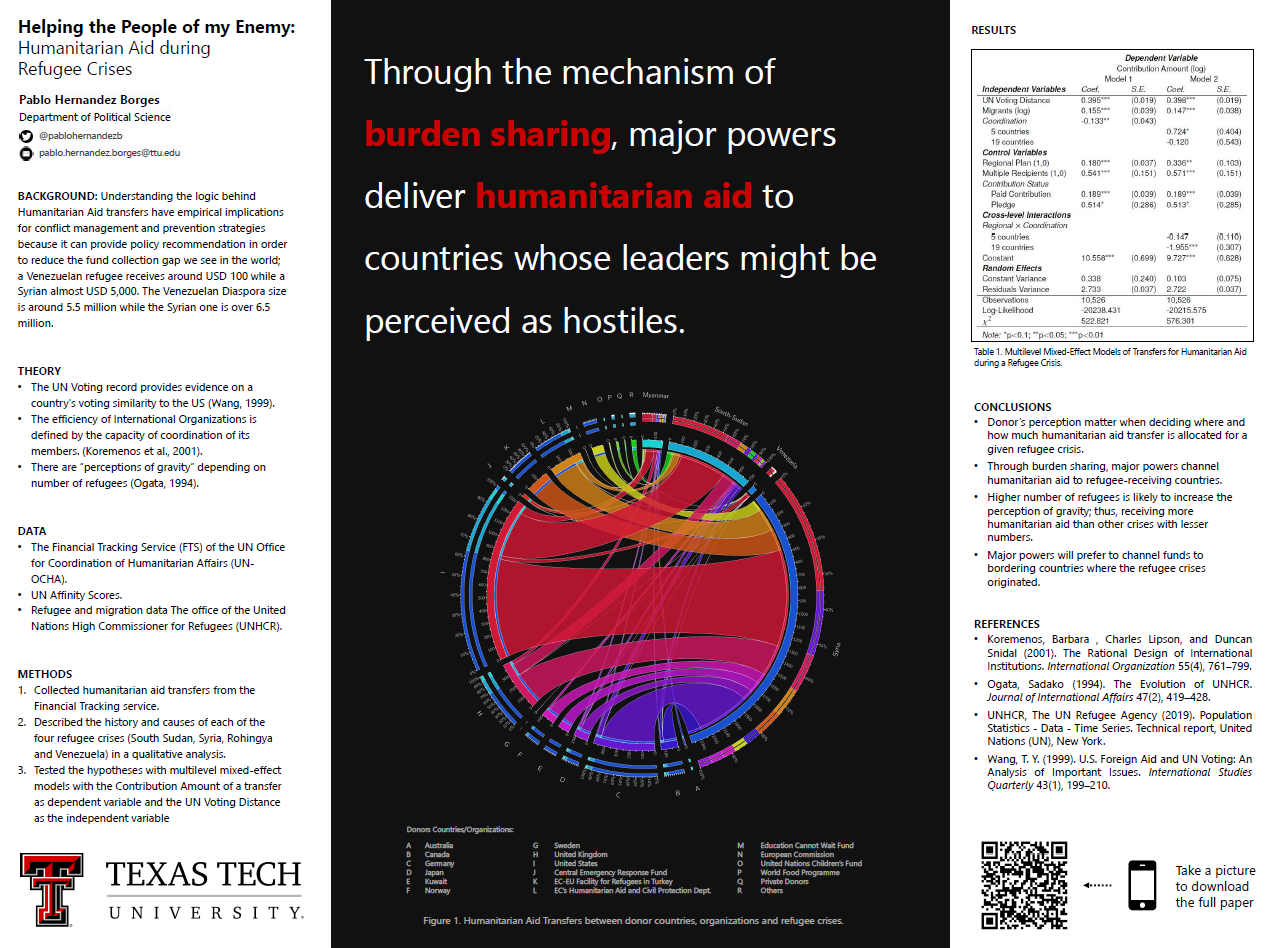 Helping the People of my Enemy:
Humanitarian Aid during
Refugee Crises
Pablo Hernandez Borges
Department of Political Science
@pablohernandezb
pablo.hernandez.borges@ttu.edu
BACKGROUND: Understanding the logic behind
Humanitarian Aid transfers have empirical implications
for conflict management and prevention strategies
because it can provide policy recommendation in order
to reduce the fund collection gap we see in the world;
a Venezuelan refugee receives around USD 100 while a
Syrian almost USD 5,000. The Venezuelan Diaspora size
is around 5.5 million while the Syrian one is over 6.5
million.
THEORY
• The UN Voting record provides evidence on a
country's voting similarity to the US (Wang, 1999).
• The efficiency of International Organizations is
defined by the capacity of coordination of its
members. (Koremenos et al., 2001).
• There are "perceptions of gravity" depending on
number of refugees (Ogata, 1994).
DATA
• The Financial Tracking Service (FTS) of the UN Office
for Coordination of Humanitarian Affairs (UN-
OCHA).
• UN Affinity Scores.
• Refugee and migration data The office of the United
Nations High Commissioner for Refugees (UNHCR).
METHODS
1. Collected humanitarian aid transfers from the
Financial Tracking service.
2. Described the history and causes of each of the
four refugee crises (South Sudan, Syria, Rohingya
and Venezuela) in a qualitative analysis.
3. Tested the hypotheses with multilevel mixed-effect
models with the Contribution Amount of a transfer
as dependent variable and the UN Voting Distance
as the independent variable
TEXAS TECH
UNIVERSITY.
Through the mechanism of
burden sharing, major powers
deliver humanitarian aid to
countries whose leaders might be
perceived as hostiles.
Myanmar
South Sudan
Venezuela
Syria
A
B
C
D
E
F
G
H
I
J
K
L
M
N
O
P
Q
R
Donors Countries/Organizations:
A Australia
B Canada
C Germany
D Japan
E Kuwait
F Norway
G Sweden
H United Kingdom
I United States
J Central Emergency Response Fund
K EC-EU Facility for Refugees in Turkey
L EC's Humanitarian Aid and Civil Protection Dept.
M Education Cannot Wait Fund
N European Commission
O United Nations Children's Fund
P World Food Programme
Q Private Donors
R Others
Figure 1. Humanitarian Aid Transfers between donor countries, organizations and refugee crises.
RESULTS
Dependent Variable
Contribution Amount (log)
Model 1 Model 2
Independent Variables Coef. S.E. Coef. S.E.
UN Voting Distance 0.395*** (0.019) 0.398*** (0.019)
Migrants (log) 0.155*** (0.039) 0.147*** (0.038)
Coordination -0.133** (0.043)
5 countries 0.724* (0.404)
19 countries -0.120 (0.543)
Control Variables
Regional Plan (1,0) 0.180*** (0.037) 0.336** (0.103)
Multiple Recipients (1,0) 0.541*** (0.151) 0.571*** (0.151)
Contribution Status
Paid Contribution 0.189*** (0.039) 0.189*** (0.039)
Pledge 0.514* (0.286) 0.513* (0.285)
Cross-level Interactions
Regional × Coordination
5 countries -0.147 (0.110)
19 countries -1.955*** (0.307)
Constant 10.558*** (0.699) 9.727*** (0.628)
Random Effects
Constant Variance 0.338 (0.240) 0.103 (0.075)
Residuals Variance 2.733 (0.037) 2.722 (0.037)
Observations 10,526 10,526
Log-Likelihood -20238.431 -20215.575
χ² 522.821 576.301
Note: *p<0.1; **p<0.05; ***p<0.01
Table 1. Multilevel Mixed-Effect Models of Transfers for Humanitarian Aid
during a Refugee Crisis.
CONCLUSIONS
• Donor's perception matter when deciding where and
how much humanitarian aid transfer is allocated for a
given refugee crisis.
• Through burden sharing, major powers channel
humanitarian aid to refugee-receiving countries.
• Higher number of refugees is likely to increase the
perception of gravity; thus, receiving more
humanitarian aid than other crises with lesser
numbers.
• Major powers will prefer to channel funds to
bordering countries where the refugee crises
originated.
REFERENCES
• Koremenos, Barbara , Charles Lipson, and Duncan
Snidal (2001). The Rational Design of International
Institutions. International Organization 55(4), 761–799.
• Ogata, Sadako (1994). The Evolution of UNHCR.
Journal of International Affairs 47(2), 419–428.
• UNHCR, The UN Refugee Agency (2019). Population
Statistics - Data - Time Series. Technical report, United
Nations (UN), New York.
• Wang, T. Y. (1999). U.S. Foreign Aid and UN Voting: An
Analysis of Important Issues. International Studies
Quarterly 43(1), 199–210.
Take a picture
to download
the full paper